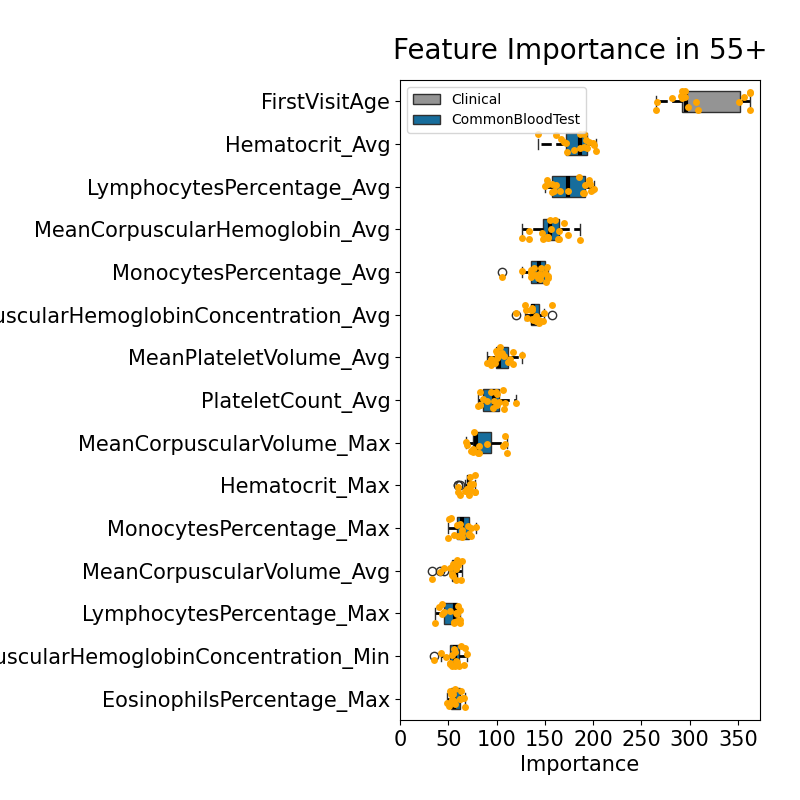 Feature Importance in 55+
Clinical
CommonBloodTest
FirstVisitAge
Hematocrit_Avg
LymphocytesPercentage_Avg
MeanCorpuscularHemoglobin_Avg
MonocytesPercentage_Avg
uscularHemoglobinConcentration_Avg
MeanPlateletVolume_Avg
PlateletCount_Avg
MeanCorpuscularVolume_Max
Hematocrit_Max
MonocytesPercentage_Max
MeanCorpuscularVolume_Avg
LymphocytesPercentage_Max
uscularHemoglobinConcentration_Min
EosinophilsPercentage_Max
0 50 100 150 200 250 300 350
Importance